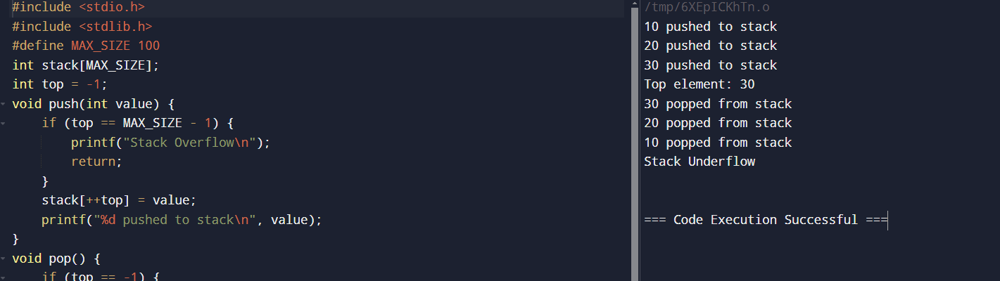 #include <stdio.h>
#include <stdlib.h>
#define MAX_SIZE 100
int stack[MAX_SIZE];
int top = -1;
void push(int value) {
    if (top == MAX_SIZE - 1) {
        printf("Stack Overflow\n");
        return;
    }
    stack[++top] = value;
    printf("%d pushed to stack\n", value);
}
void pop() {
    if (top == -1) {
/tmp/6XEpICKhTn.o
10 pushed to stack
20 pushed to stack
30 pushed to stack
Top element: 30
30 popped from stack
20 popped from stack
10 popped from stack
Stack Underflow
=== Code Execution Successful ===